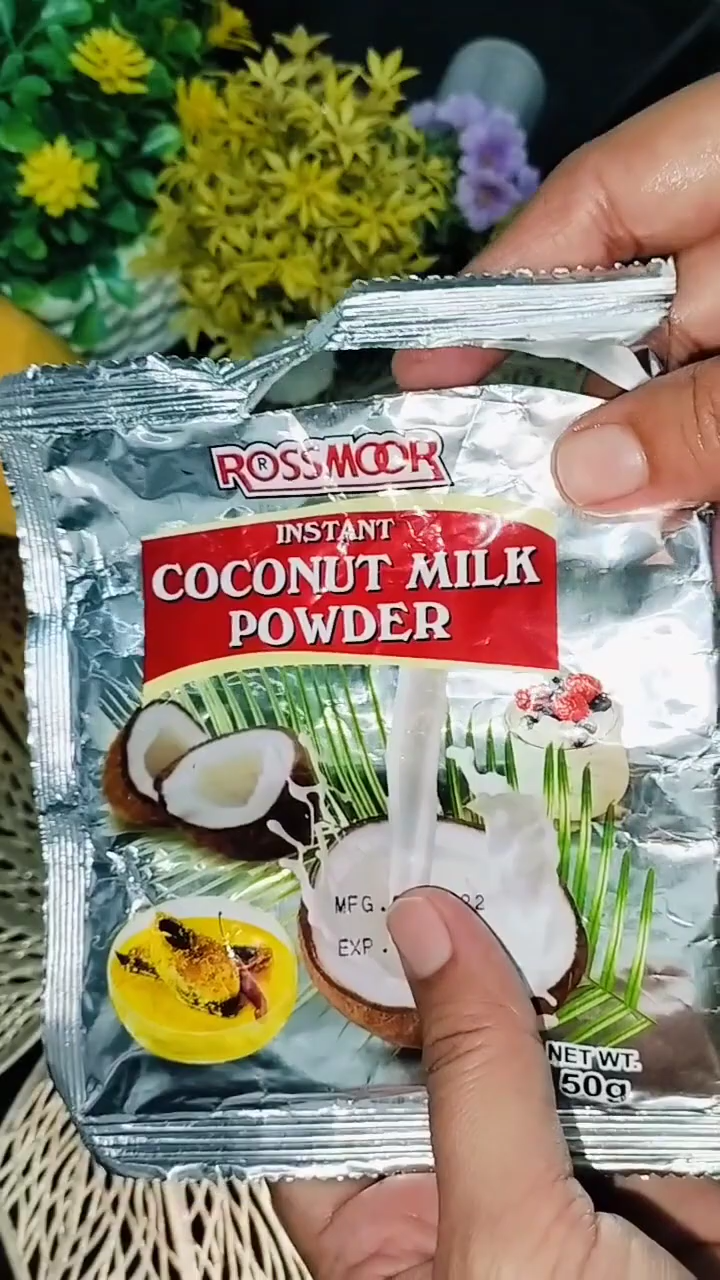 ROSSMOOR®
INSTANT
COCONUT MILK
POWDER
MFG.
EXP.
NET WT.
50g